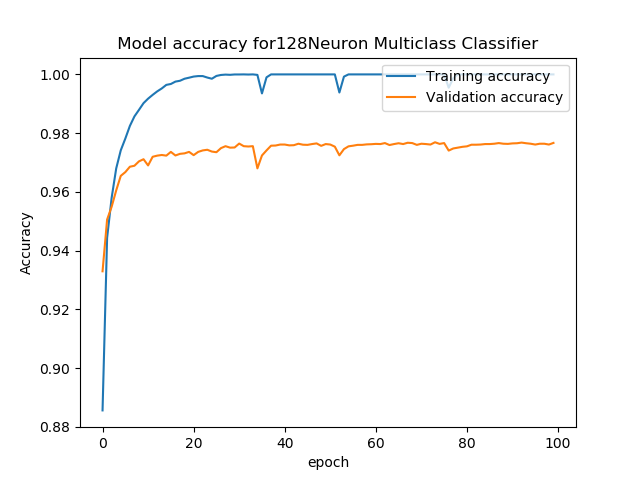 Model accuracy for128Neuron Multiclass Classifier
1.00
0.98
0.96
0.94
0.92
0.90
0.88
Accuracy
Training accuracy
Validation accuracy
0 20 40 60 80 100
epoch